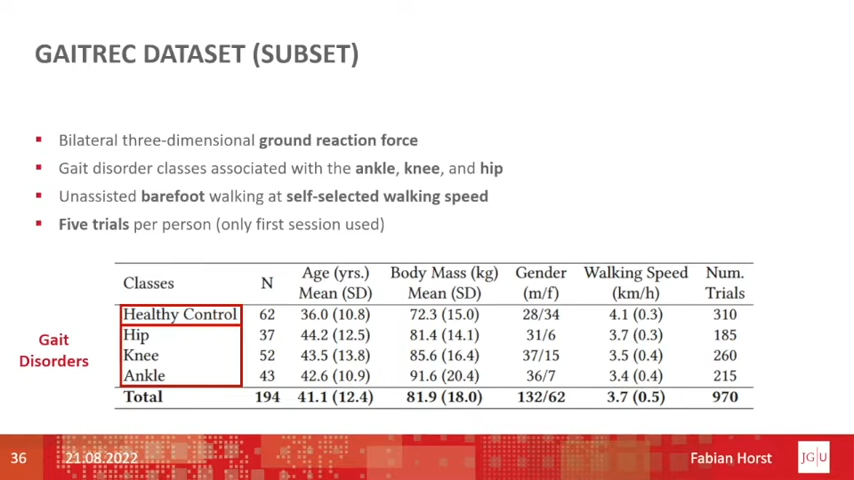 GAITREC DATASET (SUBSET)
Bilateral three-dimensional ground reaction force
Gait disorder classes associated with the ankle, knee, and hip
Unassisted barefoot walking at self-selected walking speed
Five trials per person (only first session used)
Classes N Age (yrs.) Mean (SD) Body Mass (kg) Mean (SD) Gender (m/f) Walking Speed (km/h) Num. Trials
Healthy Control 62 36.0 (10.8) 72.3 (15.0) 28/34 4.1 (0.3) 310
Gait Disorders
Hip 37 44.2 (12.5) 81.4 (14.1) 31/6 3.7 (0.3) 185
Knee 52 43.5 (13.8) 85.6 (16.4) 37/15 3.5 (0.4) 260
Ankle 43 42.6 (10.9) 91.6 (20.4) 36/7 3.4 (0.4) 215
Total 194 41.1 (12.4) 81.9 (18.0) 132/62 3.7 (0.5) 970
36 21.08.2022 Fabian Horst JG|U